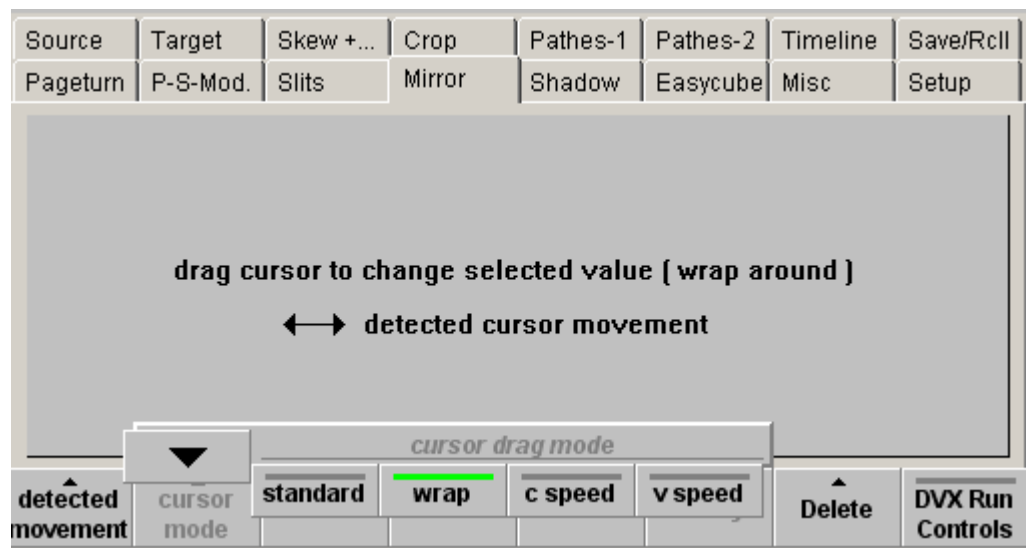 Source Target Skew +... Crop Pathes-1 Pathes-2 Timeline Save/Rcll
Pageturn P-S-Mod. Slits Mirror Shadow Easycube Misc Setup
drag cursor to change selected value ( wrap around )
detected cursor movement
cursor drag mode
standard wrap c speed v speed
detected movement
cursor mode
Delete
DVX Run Controls